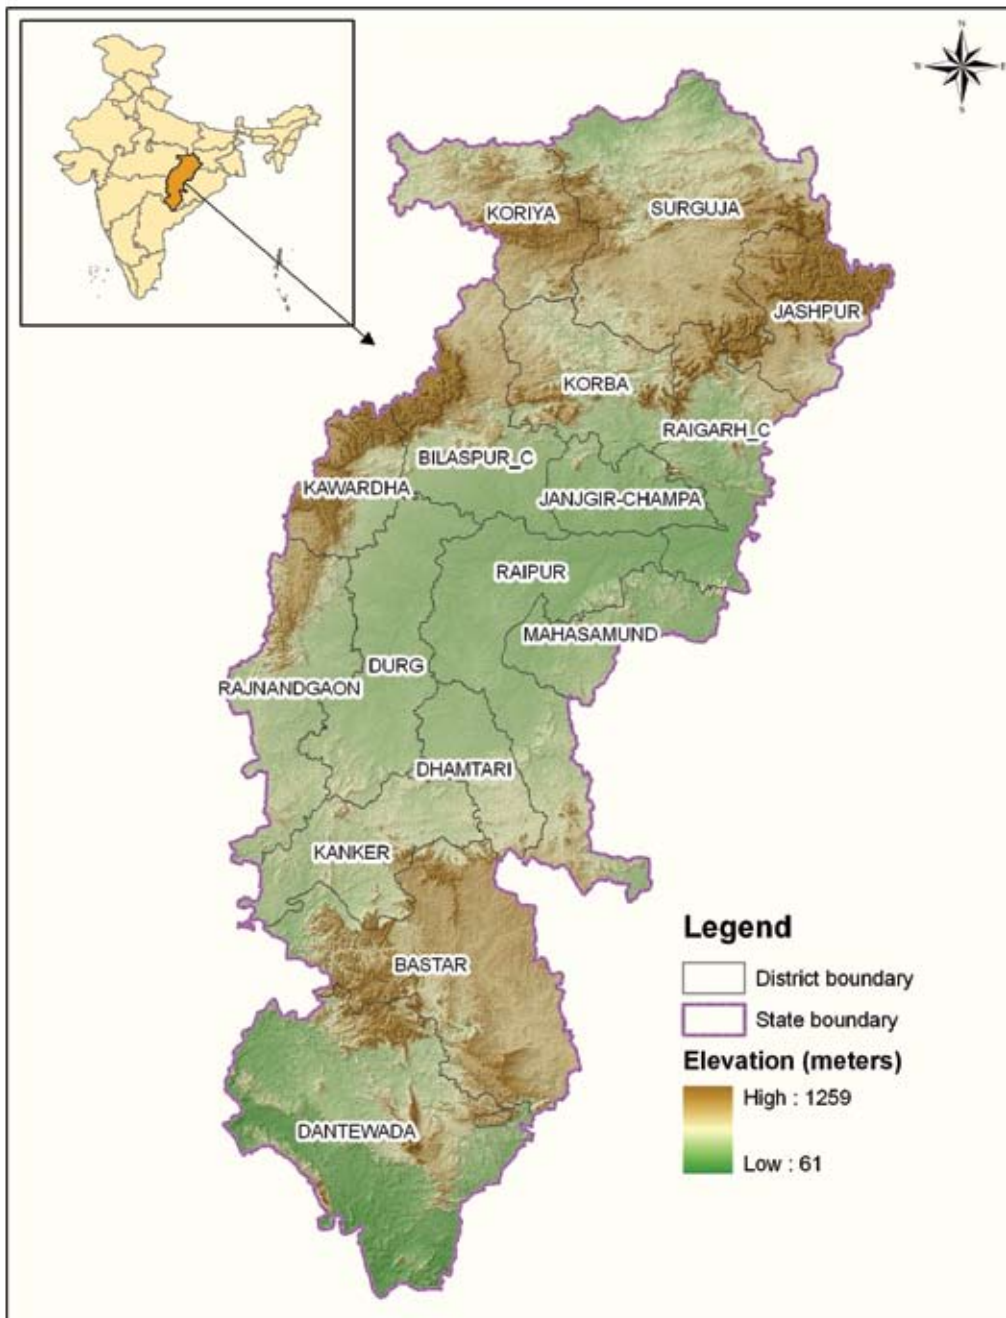 N
W E
S
KORIYA
SURGUJA
JASHPUR
KORBA
RAIGARH_C
BILASPUR_C
KAWARDHA
JANJGIR-CHAMPA
RAIPUR
MAHASAMUND
DURG
RAJNANDGAON
DHAMTARI
KANKER
BASTAR
DANTEWADA
Legend
District boundary
State boundary
Elevation (meters)
High : 1259
Low : 61